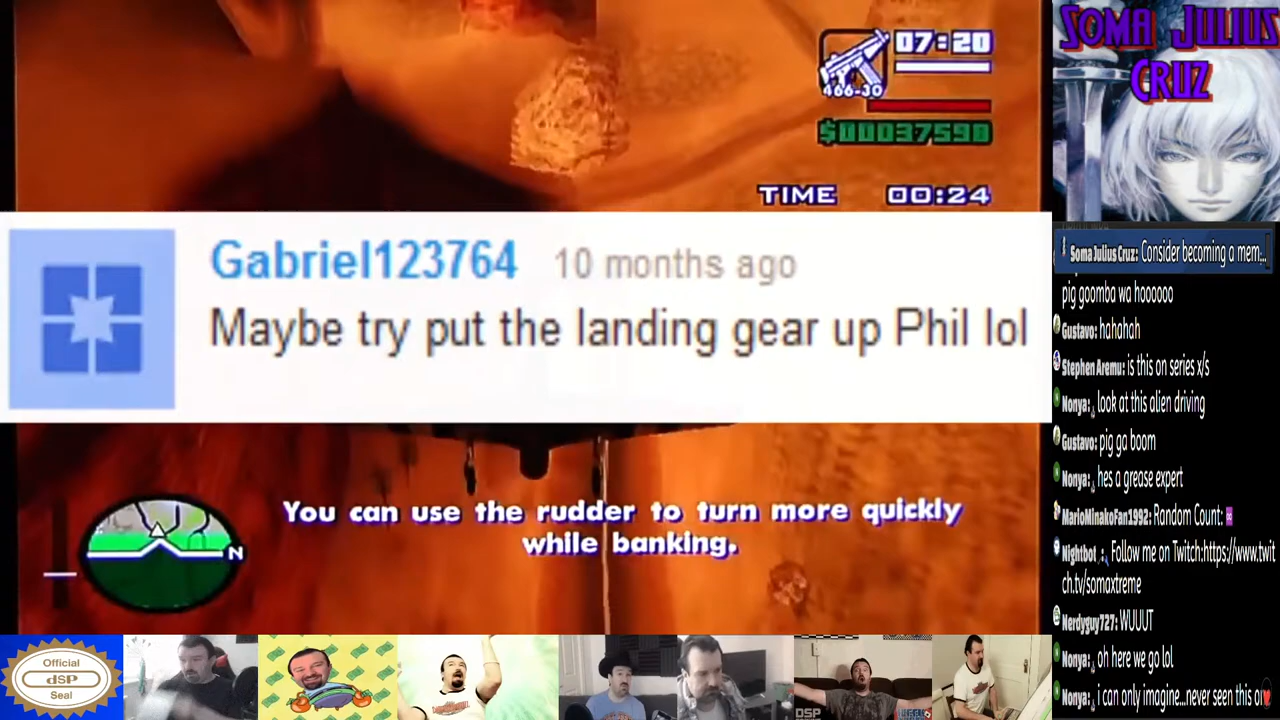 07:20
466-30
$00037590
TIME 00:24
Gabriel123764 10 months ago
Maybe try put the landing gear up Phil lol
You can use the rudder to turn more quickly
while banking.
N
Official
dSP
Seal
DSP
SOMA JULIUS
CRUZ
Soma Julius Cruz: Consider becoming a mem...
pig goomba wa hoooooo
Gustavo: hahahah
Stephen Aremu: is this on series x/s
Nonya: look at this alien driving
Gustavo: pig ga boom
Nonya: hes a grease expert
MarioMinakoFan1992: Random Count:
Nightbot: Follow me on Twitch:https://www.twit
ch.tv/somaxtreme
Nerdyguy727: WUUUT
Nonya: oh here we go lol
Nonya: i can only imagine...never seen this on